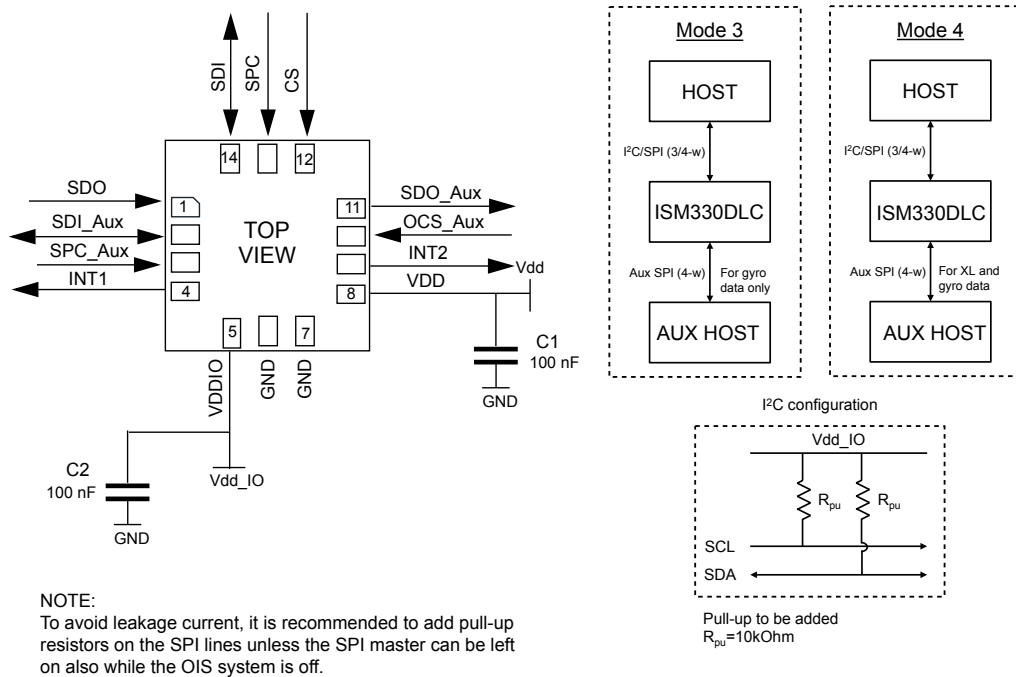 SDI
SPC
CS
14
12
SDO
SDI_Aux
SPC_Aux
INT1
1
4
TOP
VIEW
11
8
SDO_Aux
OCS_Aux
INT2
Vdd
VDD
5
7
VDDIO
GND
GND
C1
100 nF
GND
C2
100 nF
GND
Vdd_IO
NOTE:
To avoid leakage current, it is recommended to add pull-up
resistors on the SPI lines unless the SPI master can be left
on also while the OIS system is off.
Mode 3
HOST
I²C/SPI (3/4-w)
ISM330DLC
Aux SPI (4-w)
For gyro
data only
AUX HOST
Mode 4
HOST
I²C/SPI (3/4-w)
ISM330DLC
Aux SPI (4-w)
For XL and
gyro data
AUX HOST
I²C configuration
Vdd_IO
Rpu
Rpu
SCL
SDA
Pull-up to be added
Rpu=10kOhm